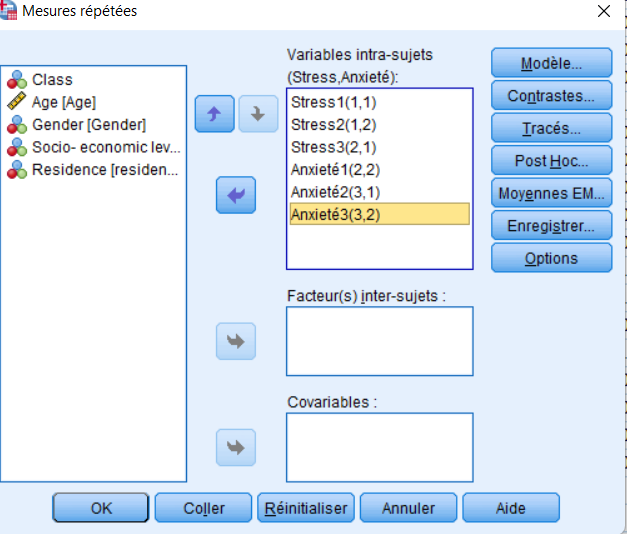 Mesures répétées
Class
Age [Age]
Gender [Gender]
Socio- economic lev...
Residence [residen...
Variables intra-sujets
(Stress,Anxieté):
Stress1(1,1)
Stress2(1,2)
Stress3(2,1)
Anxieté1(2,2)
Anxieté2(3,1)
Anxieté3(3,2)
Facteur(s) inter-sujets :
Covariables :
Modèle...
Contrastes...
Tracés...
Post Hoc...
Moyennes EM...
Enregistrer...
Options
OK
Coller
Réinitialiser
Annuler
Aide